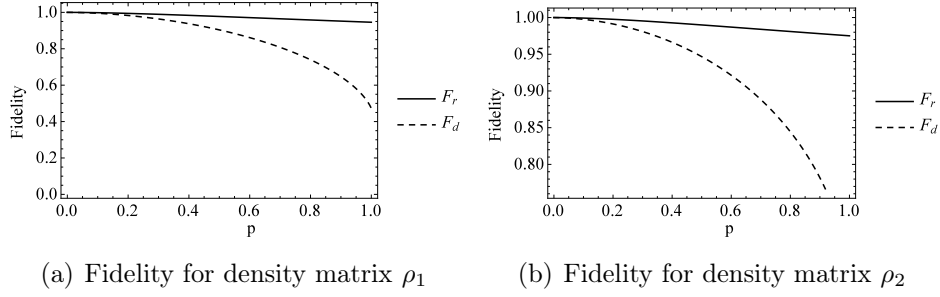 1.0
0.8
0.6
0.4
0.2
0.0
Fidelity
0.0 0.2 0.4 0.6 0.8 1.0
p
F_r
F_d
1.00
0.95
0.90
0.85
0.80
Fidelity
0.0 0.2 0.4 0.6 0.8 1.0
p
F_r
F_d
(a) Fidelity for density matrix ρ₁
(b) Fidelity for density matrix ρ₂